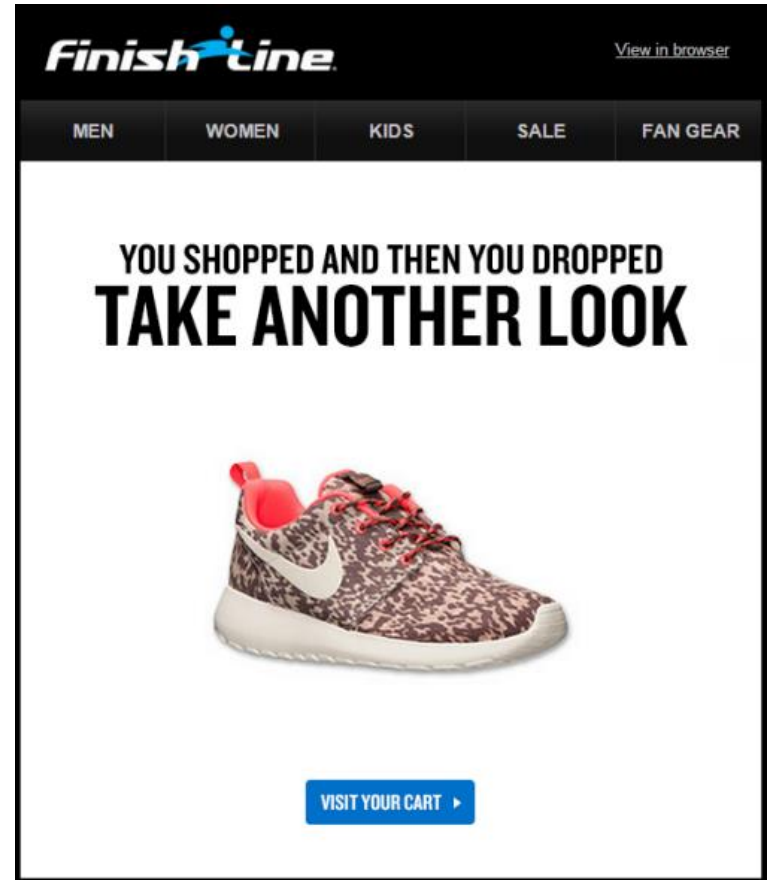 Finish Line
View in browser
MEN WOMEN KIDS SALE FAN GEAR
YOU SHOPPED AND THEN YOU DROPPED
TAKE ANOTHER LOOK
VISIT YOUR CART